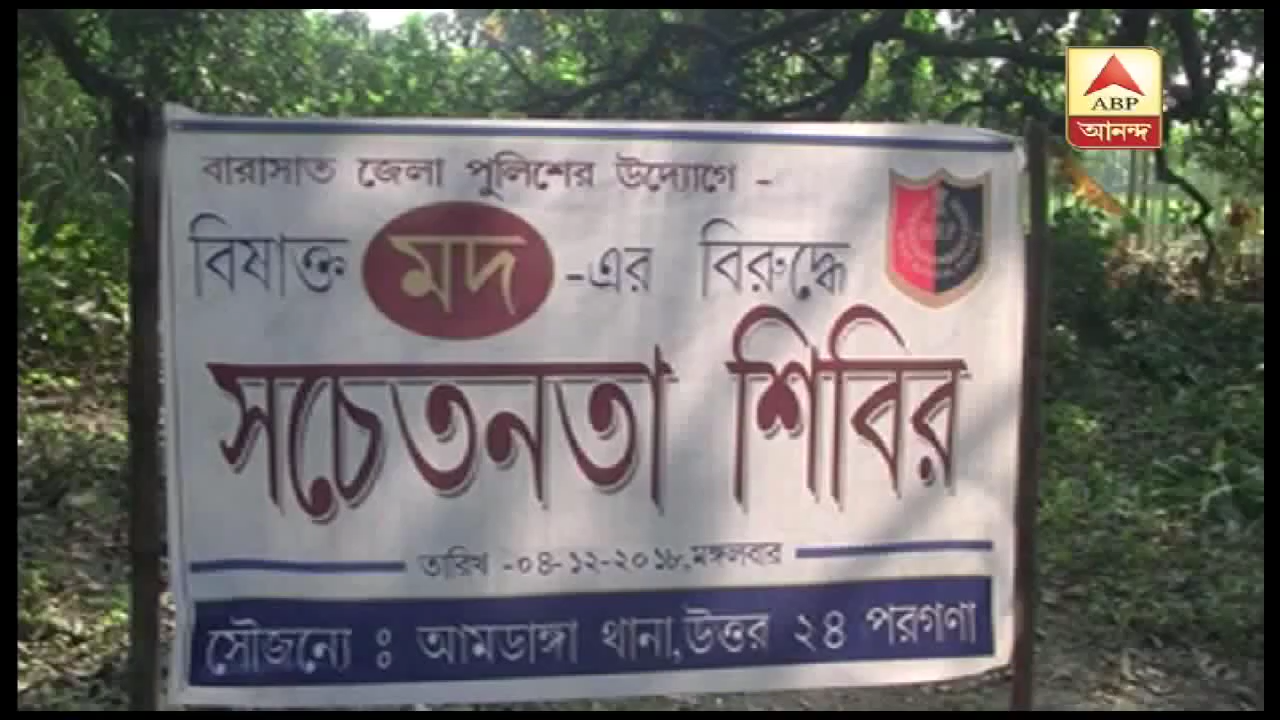 ABP
আনন্দ
বারাসাত জেলা পুলিশের উদ্যোগে -
বিষাক্ত মদ -এর বিরুদ্ধে
সচেতনতা শিবির
তারিখ -০৪-১২-২০১৮,মঙ্গলবার
সৌজন্যে ঃ আমডাঙ্গা থানা,উত্তর ২৪ পরগণা